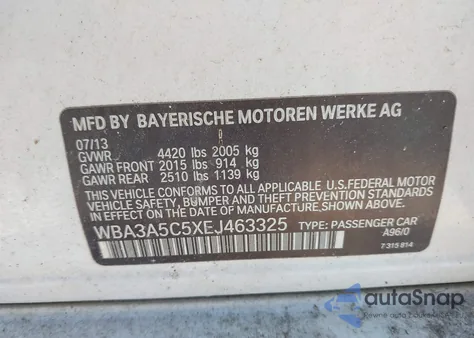 MFD BY BAYERISCHE MOTOREN WERKE AG
07/13
GVWR 4420 lbs 2005 kg
GAWR FRONT 2015 lbs 914 kg
GAWR REAR 2510 lbs 1139 kg
THIS VEHICLE CONFORMS TO ALL APPLICABLE U.S. FEDERAL MOTOR
VEHICLE SAFETY, BUMPER AND THEFT PREVENTION STANDARDS
IN EFFECT ON THE DATE OF MANUFACTURE SHOWN ABOVE.
WBA3A5C5XEJ463325 TYPE: PASSENGER CAR
A96/0
7 315 814
autoSnap